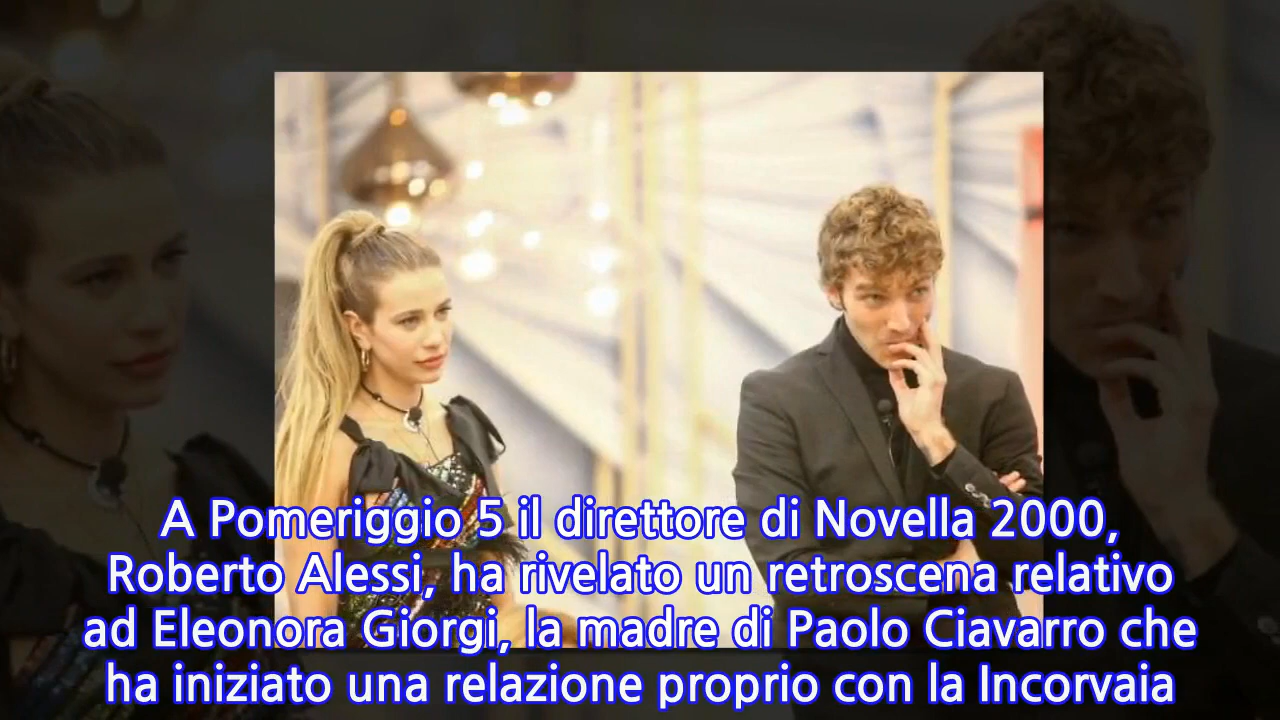 A Pomeriggio 5 il direttore di Novella 2000,
Roberto Alessi, ha rivelato un retroscena relativo
ad Eleonora Giorgi, la madre di Paolo Ciavarro che
ha iniziato una relazione proprio con la Incorvaia